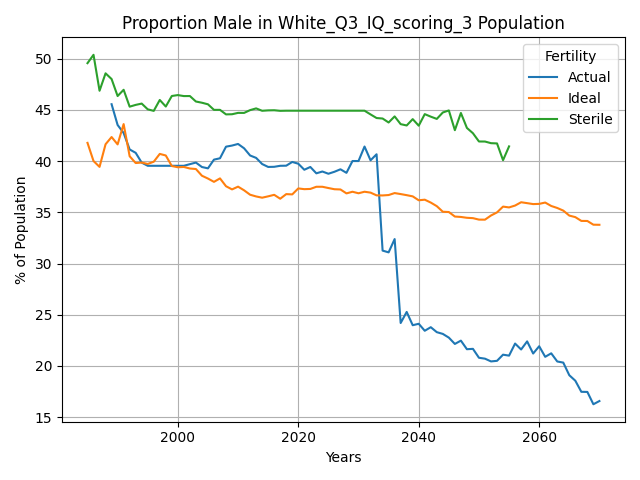 Proportion Male in White_Q3_IQ_scoring_3 Population
% of Population
50
45
40
35
30
25
20
15
Fertility
Actual
Ideal
Sterile
2000
2020
2040
2060
Years